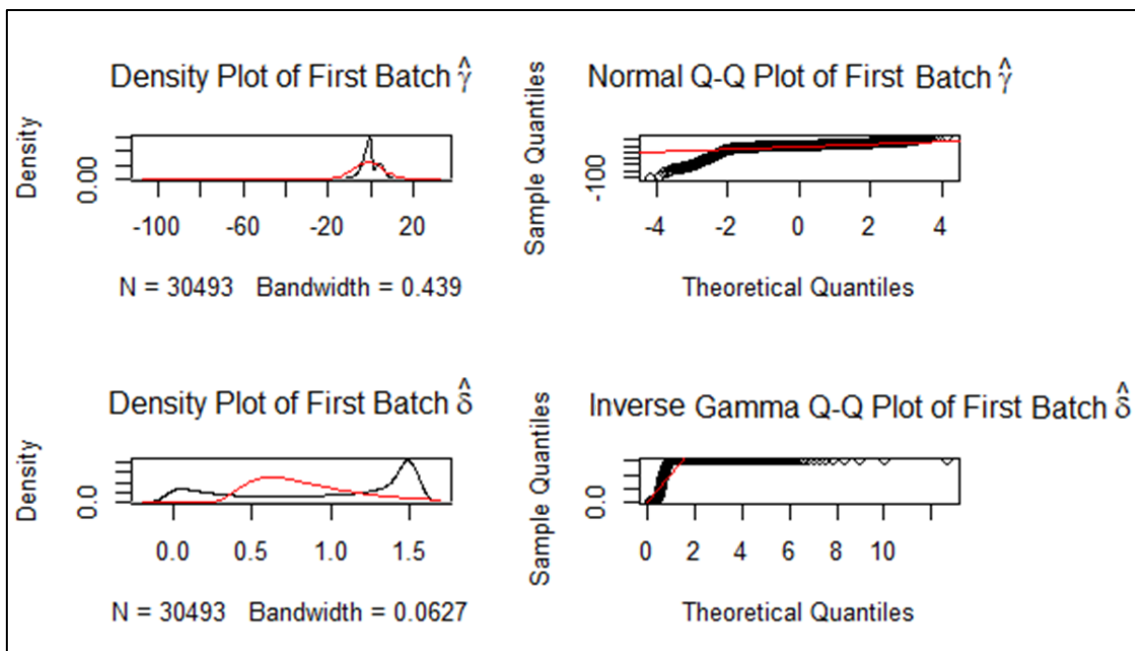 Density Plot of First Batch γ̂
Density
0.00
-100 -60 -20 20
N = 30493 Bandwidth = 0.439
Normal Q-Q Plot of First Batch γ̂
Sample Quantiles
-100
-4 -2 0 2 4
Theoretical Quantiles
Density Plot of First Batch δ̂
Density
0.0
0.0 0.5 1.0 1.5
N = 30493 Bandwidth = 0.0627
Inverse Gamma Q-Q Plot of First Batch δ̂
Sample Quantiles
0.0
0 2 4 6 8 10
Theoretical Quantiles